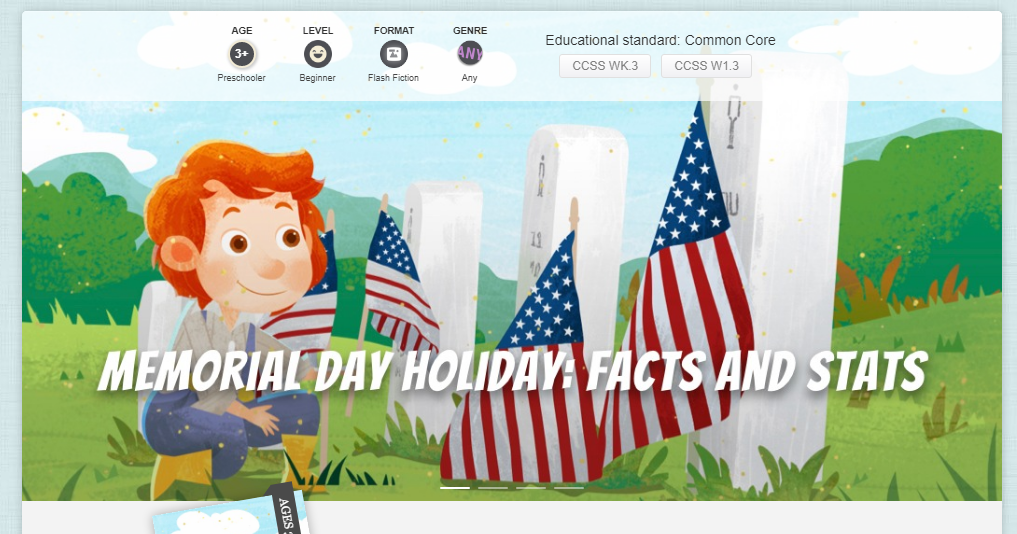 AGE LEVEL FORMAT GENRE
3+ ANY
Preschooler Beginner Flash Fiction Any
Educational standard: Common Core
CCSS WK.3 CCSS W1.3
MEMORIAL DAY HOLIDAY: FACTS AND STATS
AGES